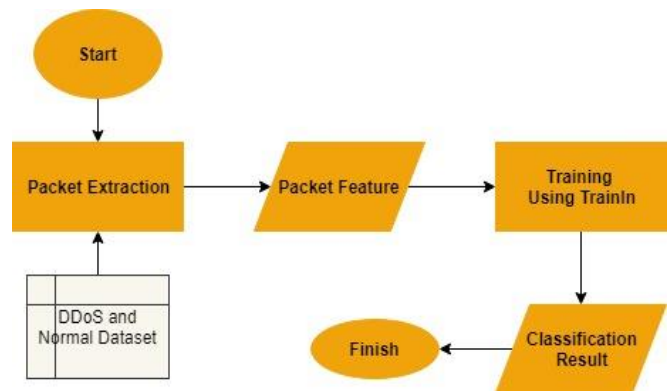 Start
Packet Extraction
Packet Feature
Training
Using TrainIn
DDoS and
Normal Dataset
Classification
Result
Finish